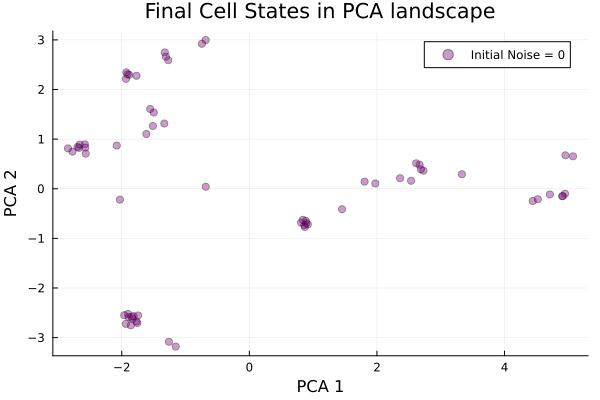 Final Cell States in PCA landscape
Initial Noise = 0
PCA 2
3
2
1
0
−1
−2
−3
−2
0
2
4
PCA 1